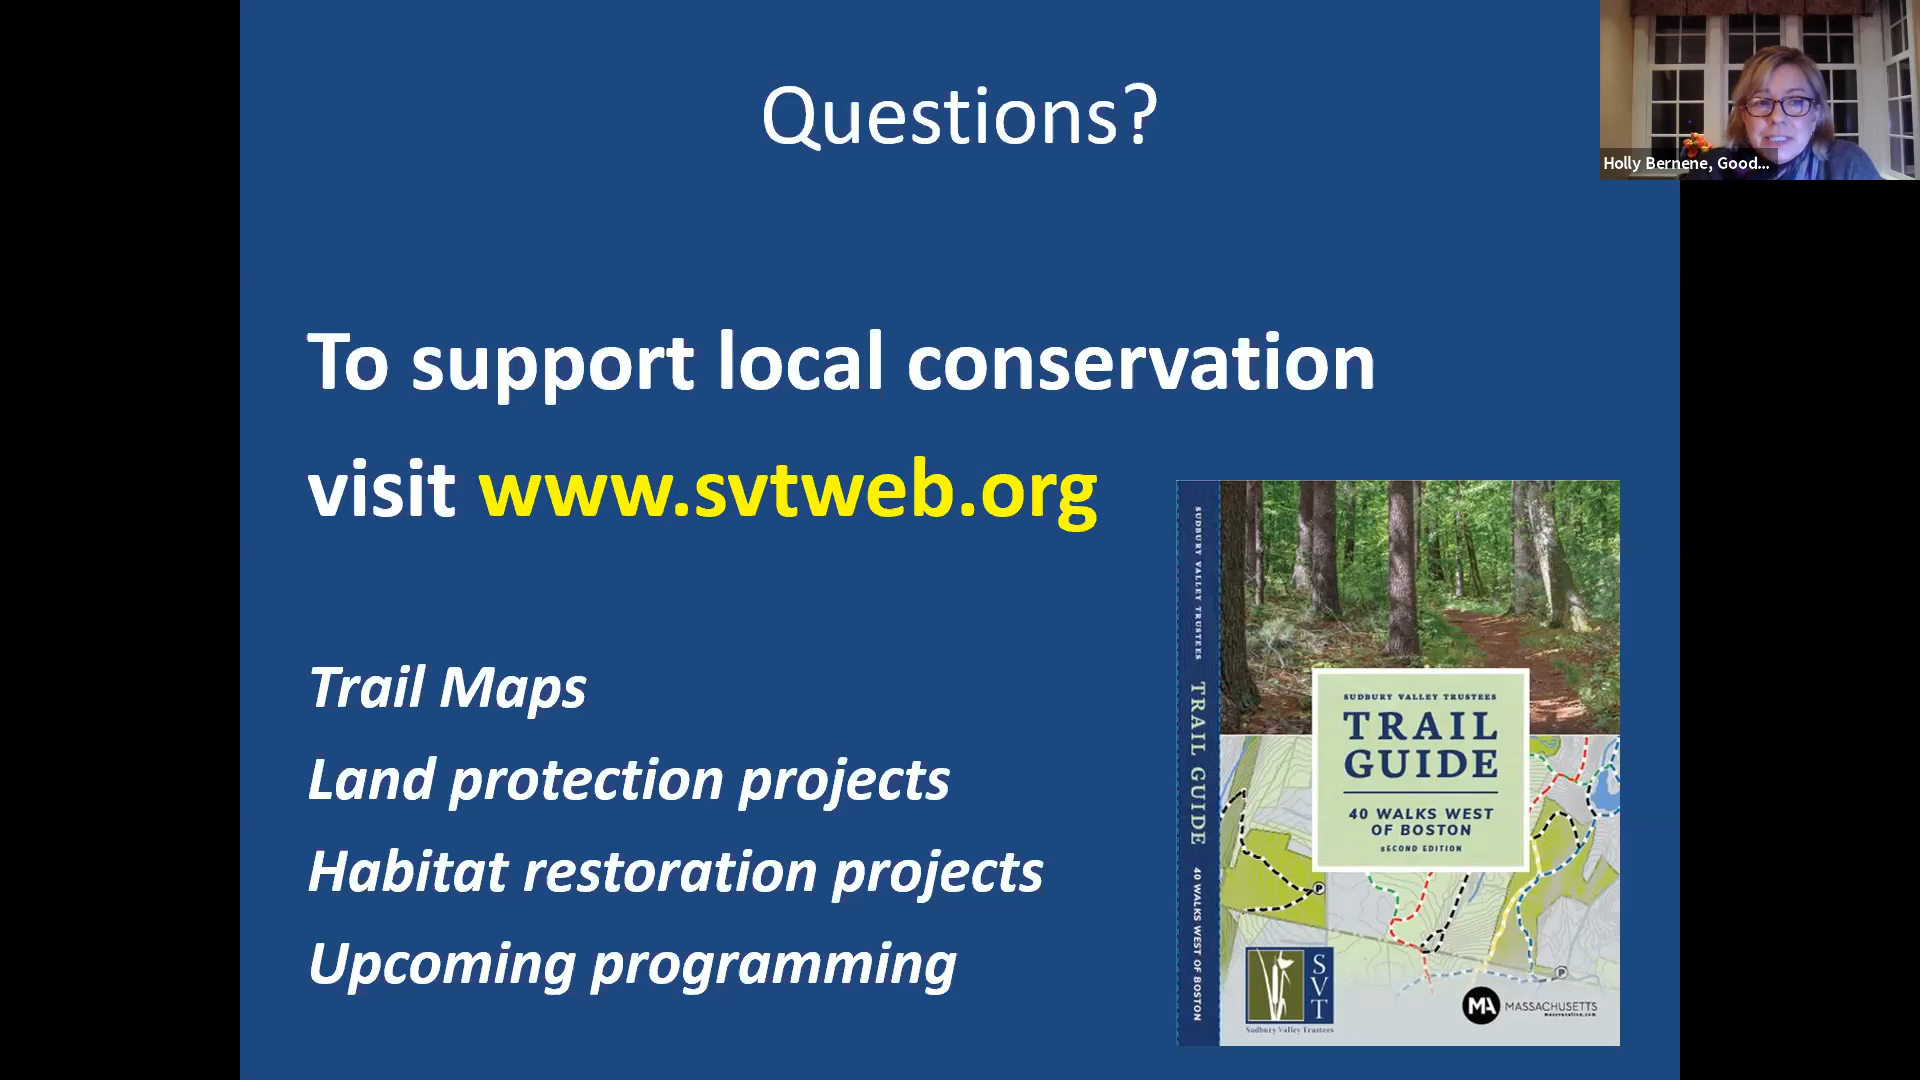 Questions?
Holly Bernene, Good...
To support local conservation
visit www.svtweb.org
Trail Maps
Land protection projects
Habitat restoration projects
Upcoming programming
SUDBURY VALLEY TRUSTEES TRAIL GUIDE 40 WALKS WEST OF BOSTON
SUDBURY VALLEY TRUSTEES
TRAIL
GUIDE
40 WALKS WEST
OF BOSTON
SECOND EDITION
P
P
SVT
Sudbury Valley Trustees
MA MASSACHUSETTS